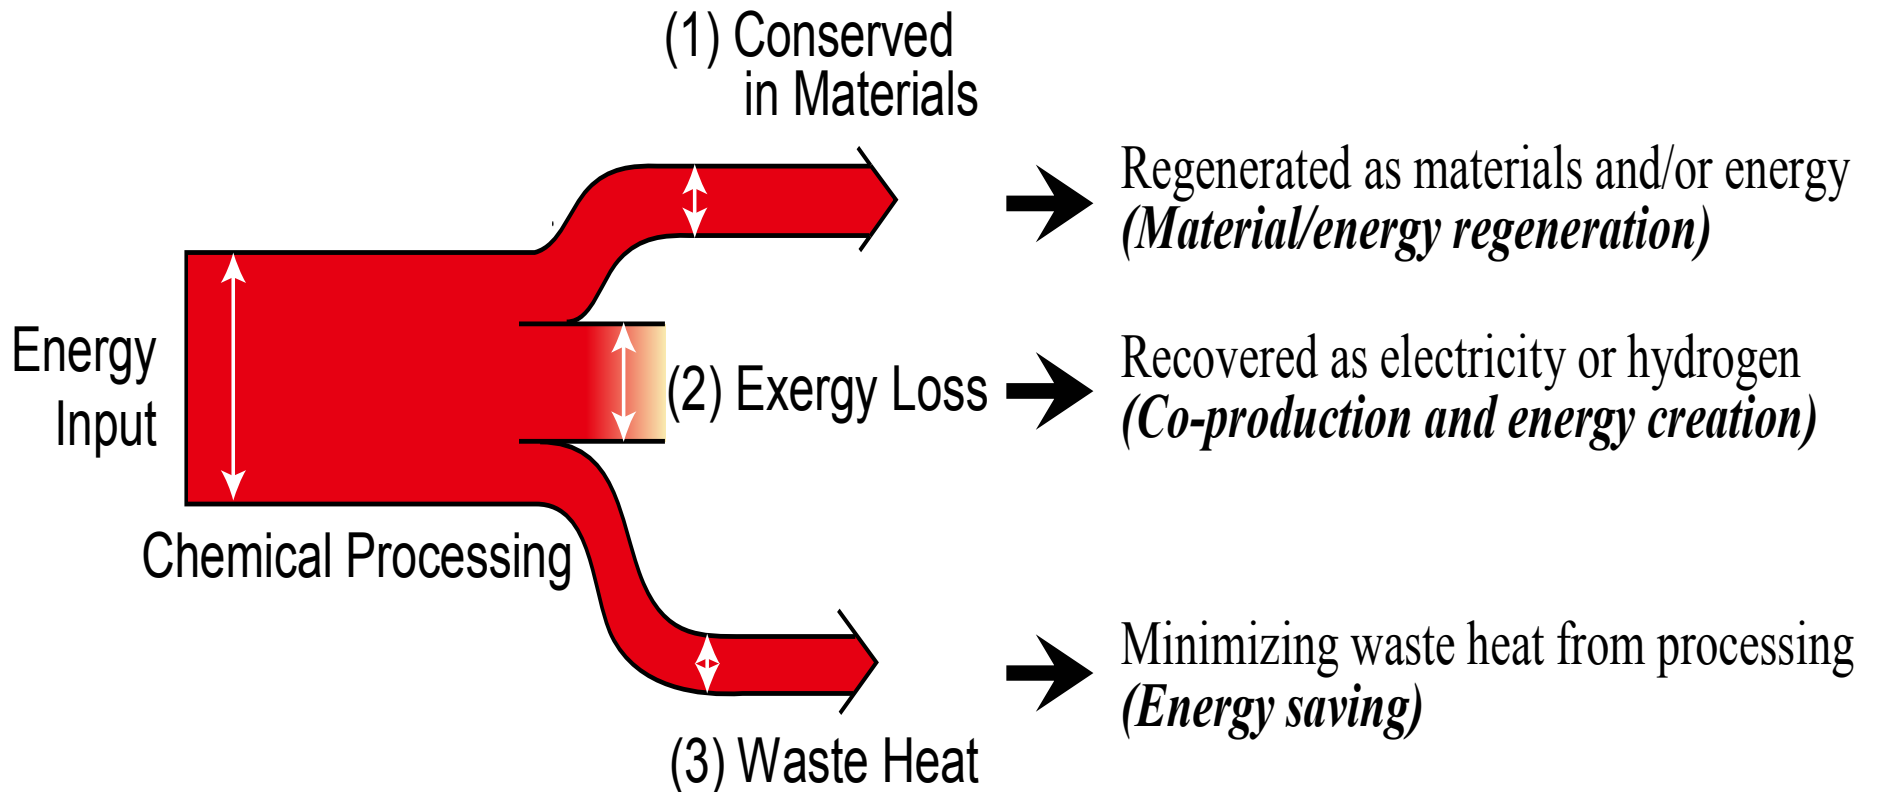 (1) Conserved
in Materials
Regenerated as materials and/or energy
(Material/energy regeneration)
Energy
Input
(2) Exergy Loss
Recovered as electricity or hydrogen
(Co-production and energy creation)
Chemical Processing
Minimizing waste heat from processing
(Energy saving)
(3) Waste Heat